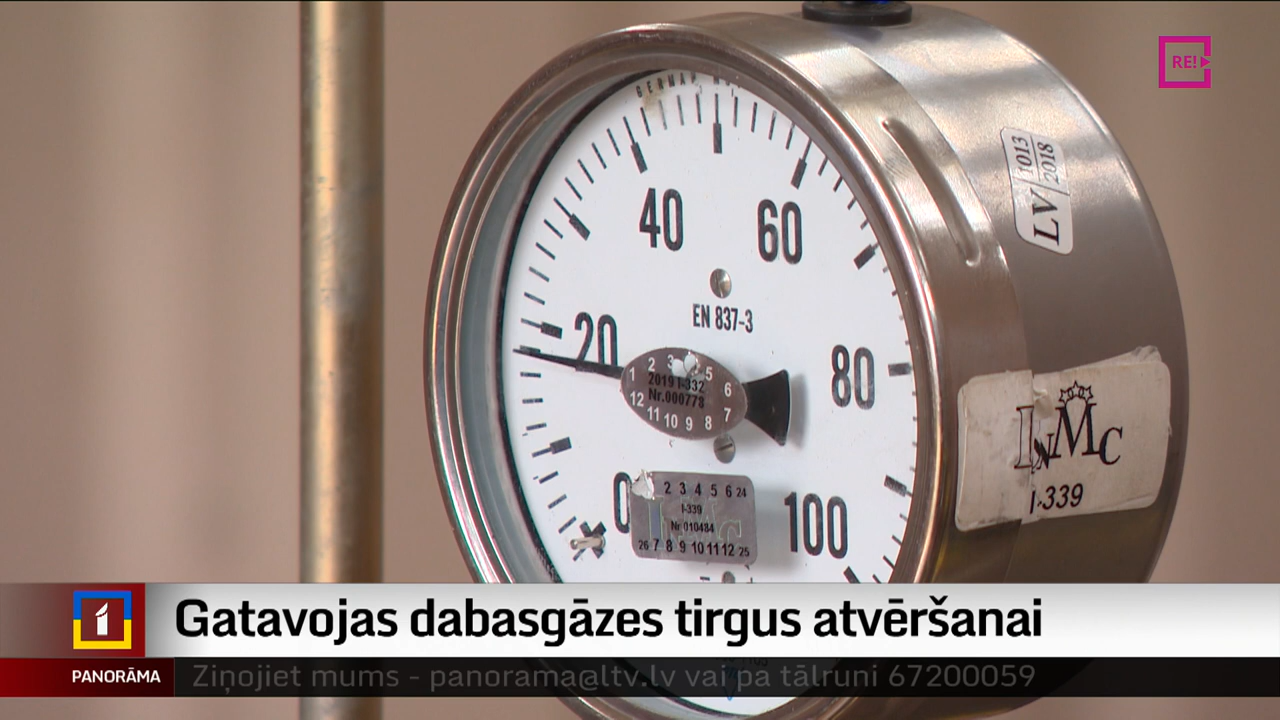 RE!
GERMAN
LV 1013
2018
40
60
20
80
0
100
EN 837-3
1 2 3 5 6
2019 I-332
Nr.000773
12 11 10 9 8 7
2 3 4 5 6 24
I-339
Nr 010484
26 7 8 9 10 11 12 25
INMC
I-339
1
Gatavojas dabasgāzes tirgus atvēršanai
PANORĀMA
Ziņojiet mums - panorama@ltv.lv vai pa tālruni 67200059